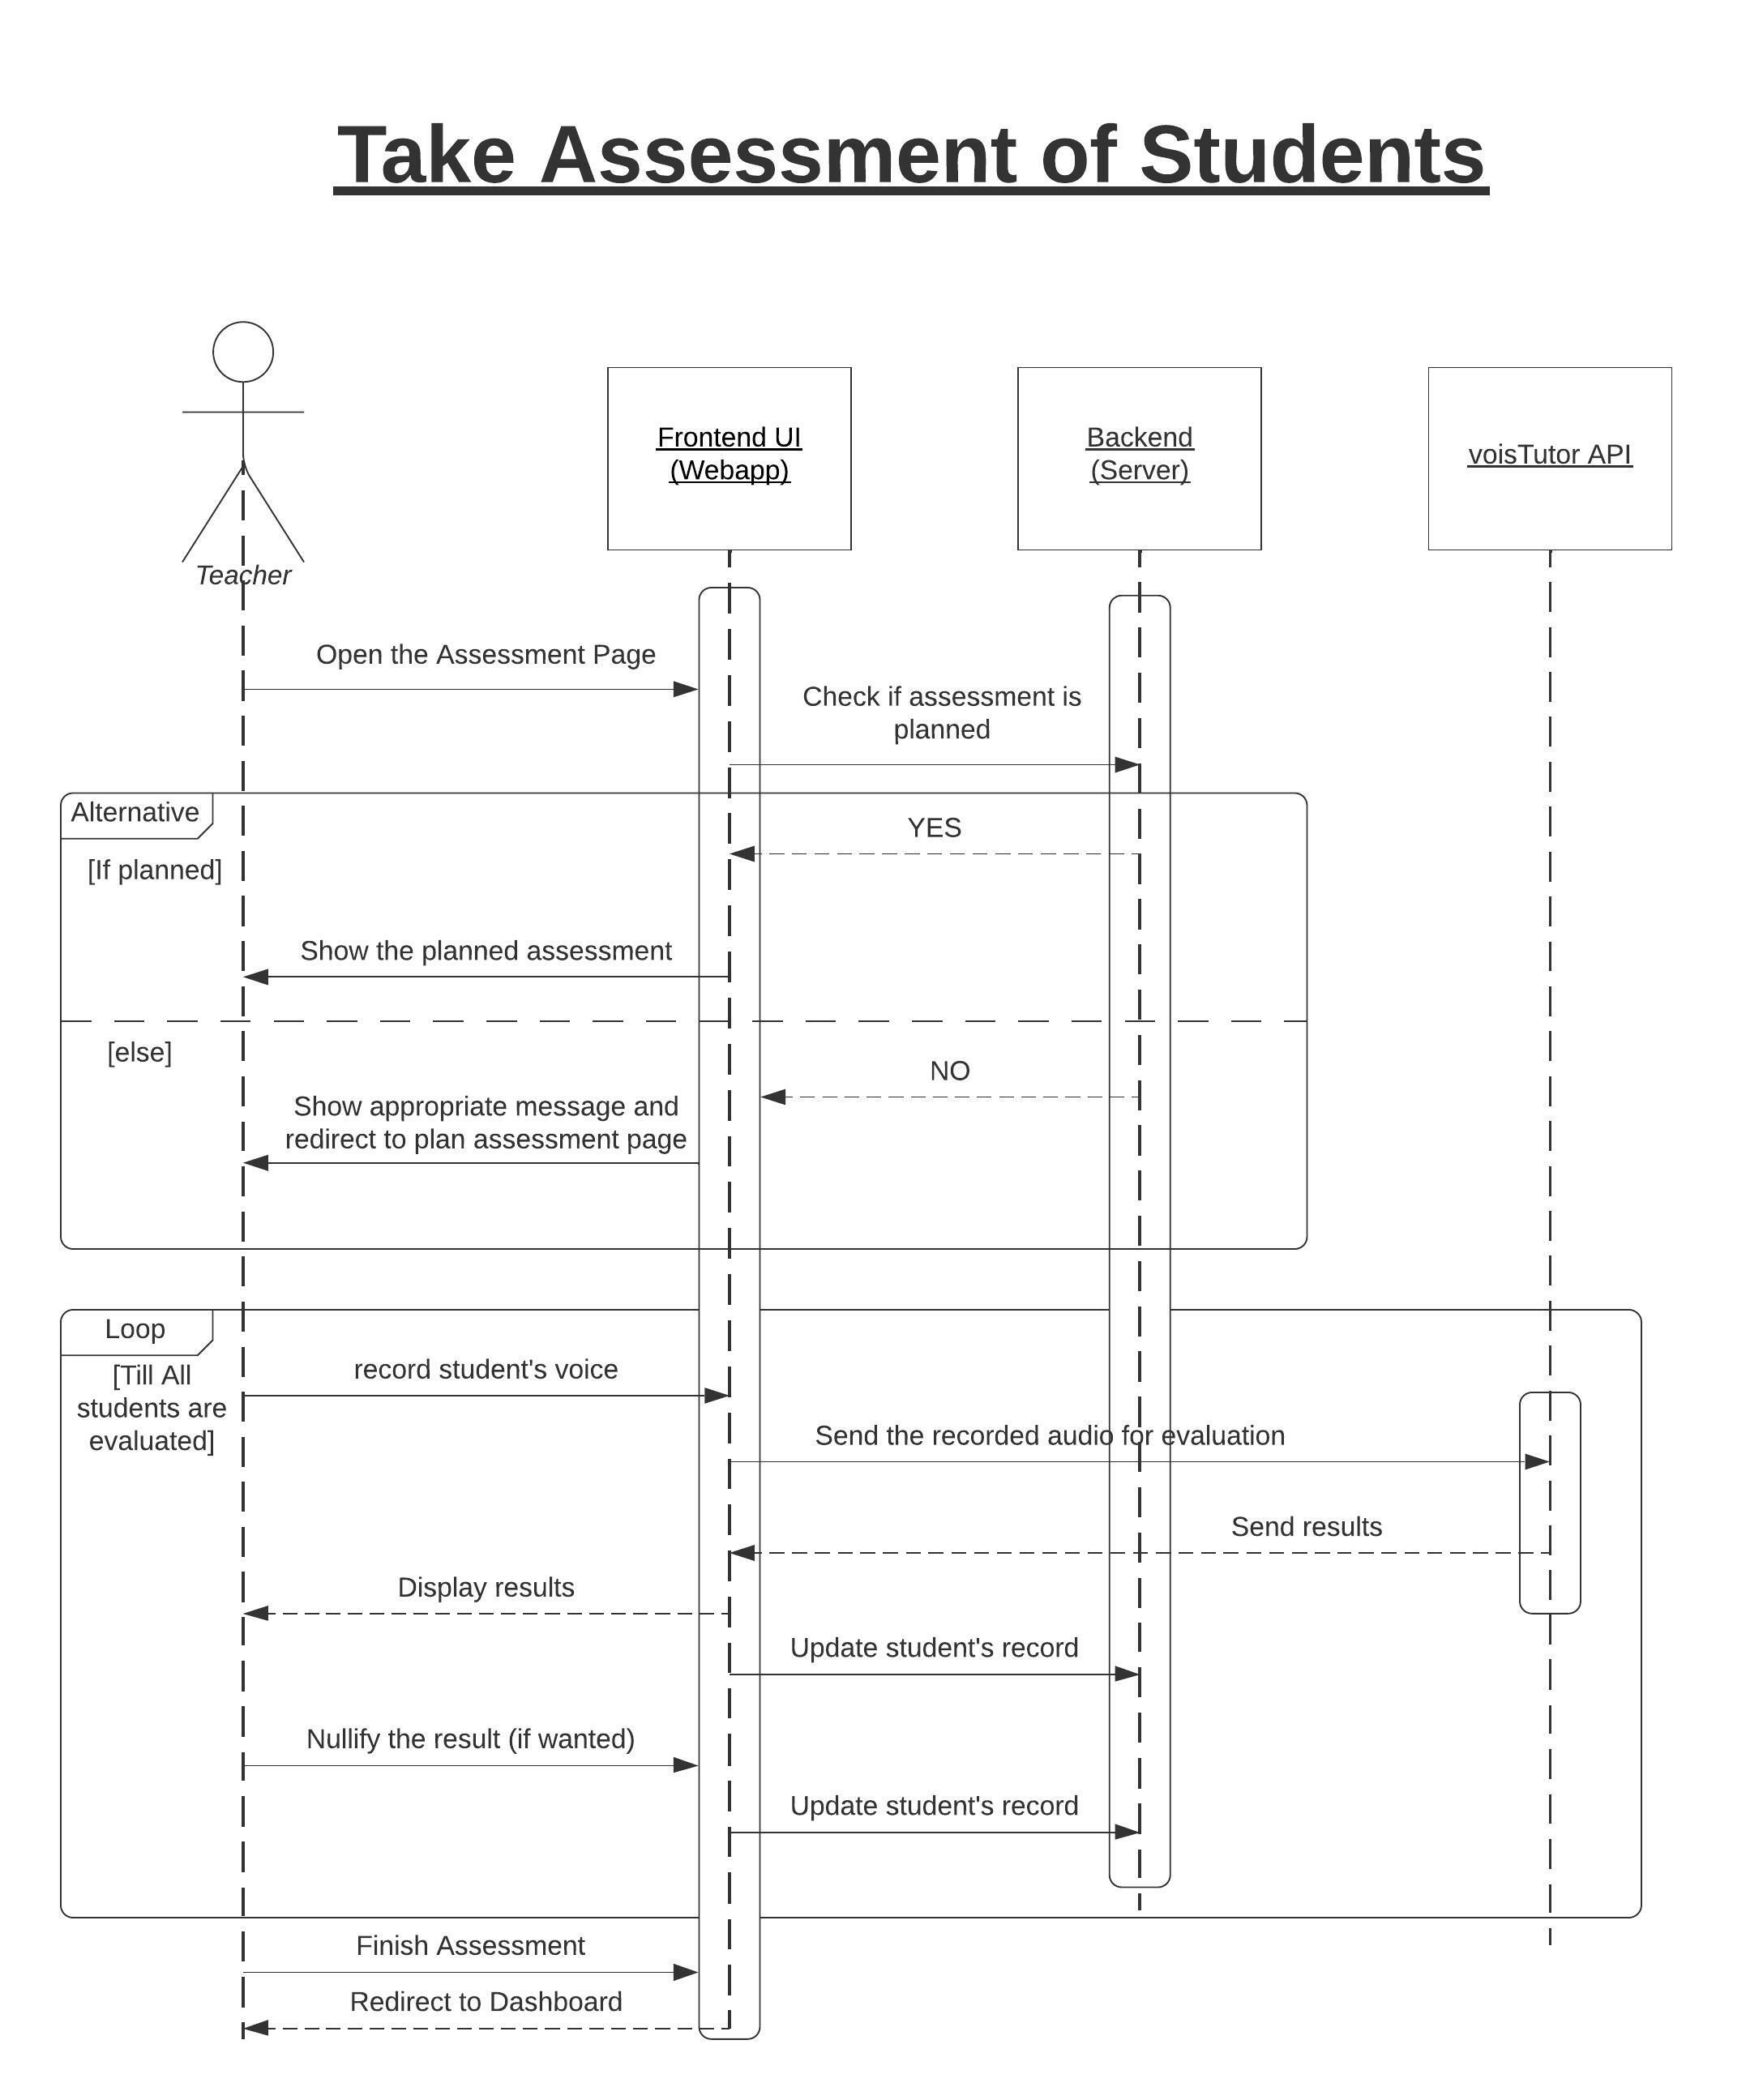 Take Assessment of Students
Teacher
Frontend UI
(Webapp)
Backend
(Server)
voisTutor API
Open the Assessment Page
Check if assessment is
planned
Alternative
YES
[If planned]
Show the planned assessment
[else]
NO
Show appropriate message and
redirect to plan assessment page
Loop
[Till All
students are
evaluated]
record student's voice
Send the recorded audio for evaluation
Send results
Display results
Update student's record
Nullify the result (if wanted)
Update student's record
Finish Assessment
Redirect to Dashboard